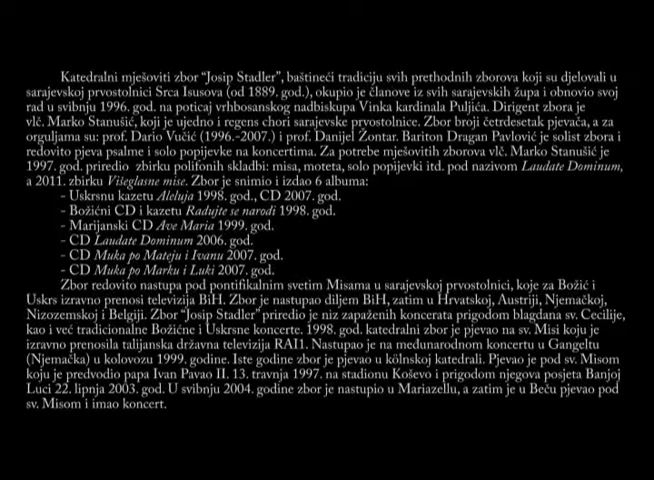 Katedralni mješoviti zbor “Josip Stadler”, baštineći tradiciju svih prethodnih zborova koji su djelovali u
sarajevskoj prvostolnici Srca Isusova (od 1889. god.), okupio je članove iz svih sarajevskih župa i obnovio svoj
rad u svibnju 1996. god. na poticaj vrhbosanskog nadbiskupa Vinka kardinala Puljića. Dirigent zbora je
vlč. Marko Stanušić, koji je ujedno i regens chori sarajevske prvostolnice. Zbor broji četrdesetak pjevača, a za
orguljama su: prof. Dario Vučić (1996.-2007.) i prof. Danijel Žontar. Bariton Dragan Pavlović je solist zbora i
redovito pjeva psalme i solo popijevke na koncertima. Za potrebe mješovitih zborova vlč. Marko Stanušić je
1997. god. priredio zbirku polifonih skladbi: misa, moteta, solo popijevki itd. pod nazivom Laudate Dominum,
a 2011. zbirku Višeglasne mise. Zbor je snimio i izdao 6 albuma:
- Uskrsnu kazetu Aleluja 1998. god., CD 2007. god.
- Božićni CD i kazetu Radujte se narodi 1998. god.
- Marijanski CD Ave Maria 1999. god.
- CD Laudate Dominum 2006. god.
- CD Muka po Mateju i Ivanu 2007. god.
- CD Muka po Marku i Luki 2007. god.
Zbor redovito nastupa pod pontifikalnim svetim Misama u sarajevskoj prvostolnici, koje za Božić i
Uskrs izravno prenosi televizija BiH. Zbor je nastupao diljem BiH, zatim u Hrvatskoj, Austriji, Njemačkoj,
Nizozemskoj i Belgiji. Zbor “Josip Stadler” priredio je niz zapaženih koncerata prigodom blagdana sv. Cecilije,
kao i već tradicionalne Božićne i Uskrsne koncerte. 1998. god. katedralni zbor je pjevao na sv. Misi koju je
izravno prenosila talijanska državna televizija RAI1. Nastupao je na međunarodnom koncertu u Gangeltu
(Njemačka) u kolovozu 1999. godine. Iste godine zbor je pjevao u kölnskoj katedrali. Pjevao je pod sv. Misom
koju je predvodio papa Ivan Pavao II. 13. travnja 1997. na stadionu Koševo i prigodom njegova posjeta Banjoj
Luci 22. lipnja 2003. god. U svibnju 2004. godine zbor je nastupio u Mariazellu, a zatim je u Beču pjevao pod
sv. Misom i imao koncert.